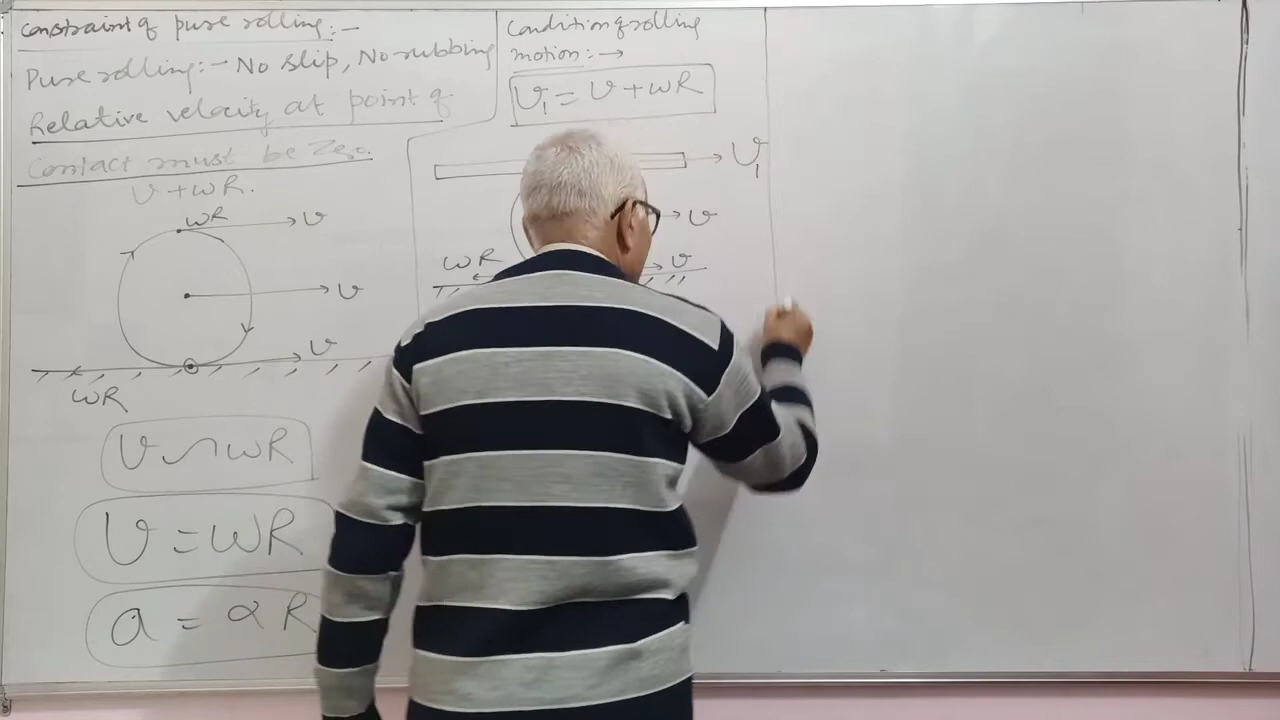 Constraint of pure rolling:-
Pure rolling:- No slip, No rubbing
Relative velocity at point of
Contact must be Zero.
v + ωR.
ωR
v
v
v
ωR
v ~ ωR
v = ωR
a = αR
Condition of rolling
motion:→
v₁ = v + ωR
v₁
v
ωR
v